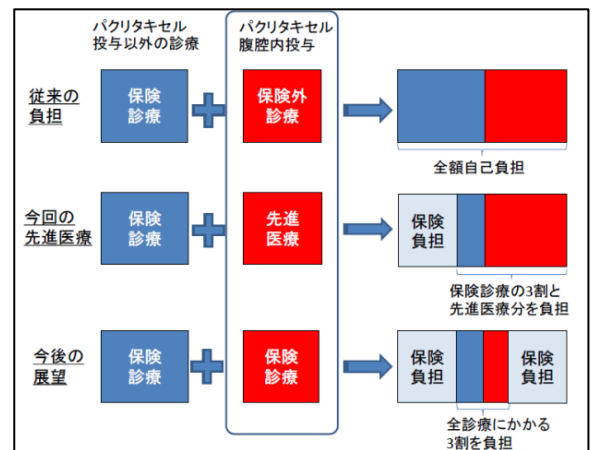 パクリタキセル
投与以外の診療
パクリタキセル
腹腔内投与
従来の
負担
保険
診療
保険外
診療
全額自己負担
今回の
先進医療
保険
診療
先進
医療
保険
負担
保険診療の3割と
先進医療分を負担
今後の
展望
保険
診療
保険
診療
保険
負担
保険
負担
全診療にかかる
3割を負担